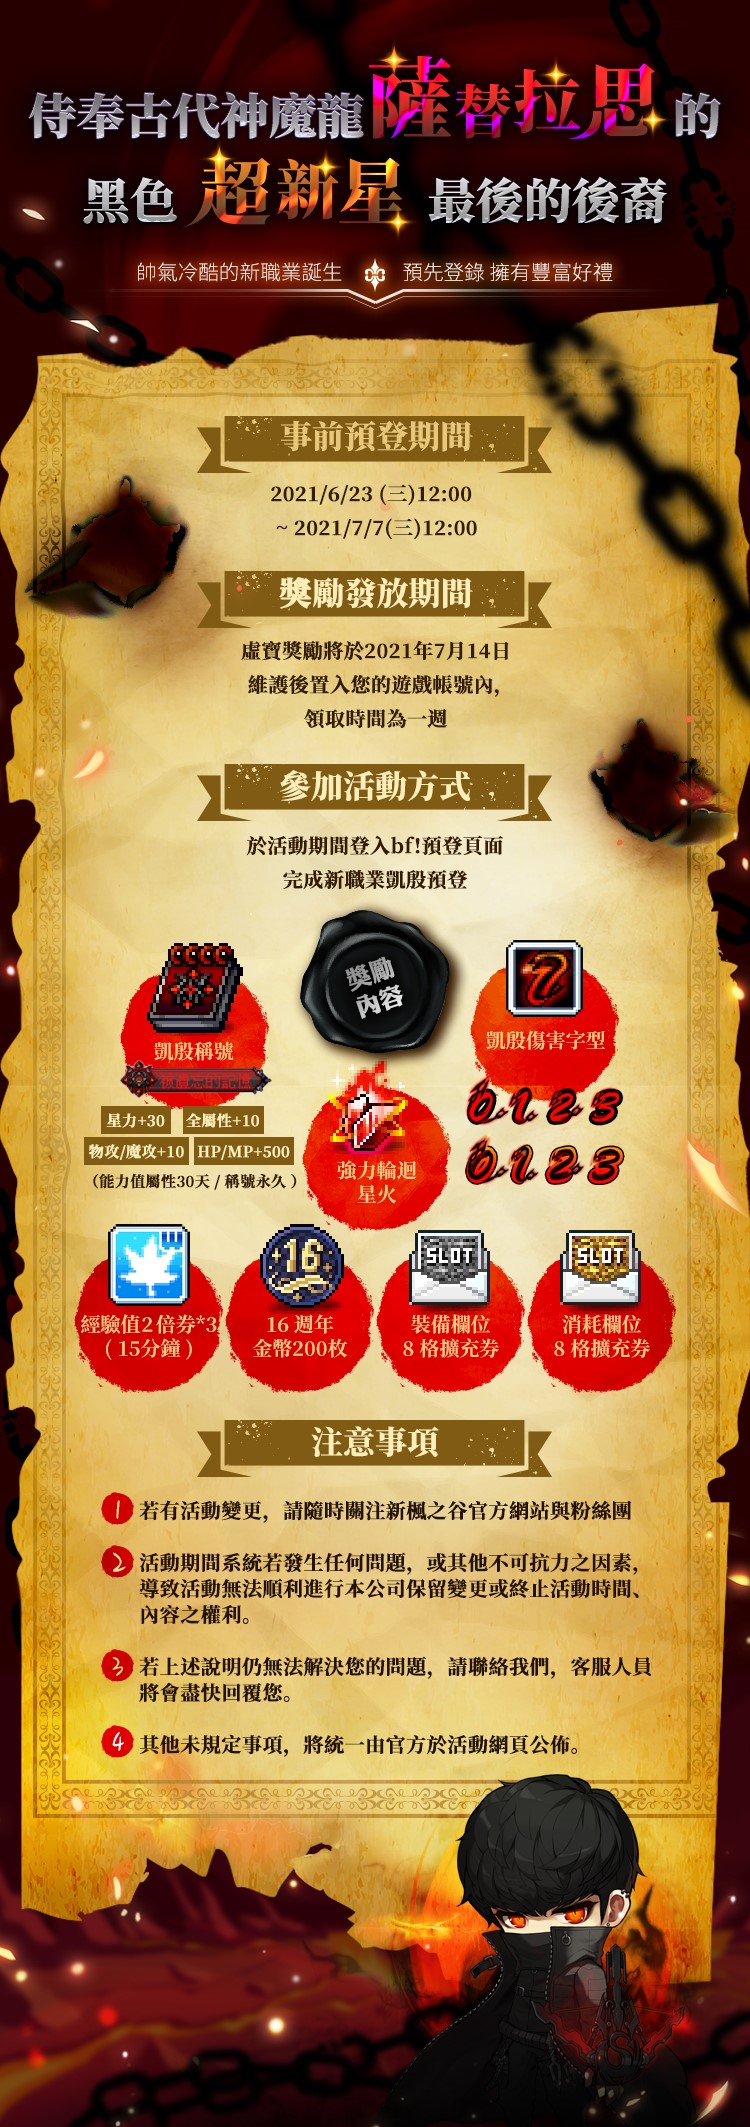 侍奉古代神魔龍薩替拉思的
黑色 超新星 最後的後裔
帥氣冷酷的新職業誕生 預先登錄 擁有豐富好禮
事前預登期間
2021/6/23 (三)12:00
~ 2021/7/7(三)12:00
獎勵發放期間
虛寶獎勵將於2021年7月14日
維護後置入您的遊戲帳號內,
領取時間為一週
參加活動方式
於活動期間登入bf!預登頁面
完成新職業凱殷預登
獎勵
內容
凱殷稱號
星力+30 全屬性+10
物攻/魔攻+10 HP/MP+500
（能力值屬性30天 / 稱號永久 ）
強力輪迴
星火
凱殷傷害字型
0.1.2.3
0.1.2.3
經驗值2倍券*3
( 15分鐘 )
16
16 週年
金幣200枚
SLOT
裝備欄位
8 格擴充券
SLOT
消耗欄位
8 格擴充券
注意事項
1 若有活動變更，請隨時關注新楓之谷官方網站與粉絲團
2 活動期間系統若發生任何問題，或其他不可抗力之因素，
導致活動無法順利進行本公司保留變更或終止活動時間、
內容之權利。
3 若上述說明仍無法解決您的問題，請聯絡我們，客服人員
將會盡快回覆您。
4 其他未規定事項，將統一由官方於活動網頁公佈。